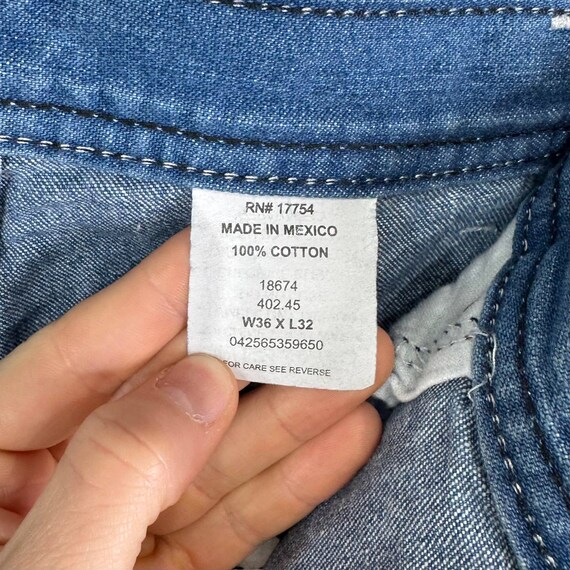 RN# 17754
MADE IN MEXICO
100% COTTON
18674
402.45
W36 X L32
042565359650
FOR CARE SEE REVERSE